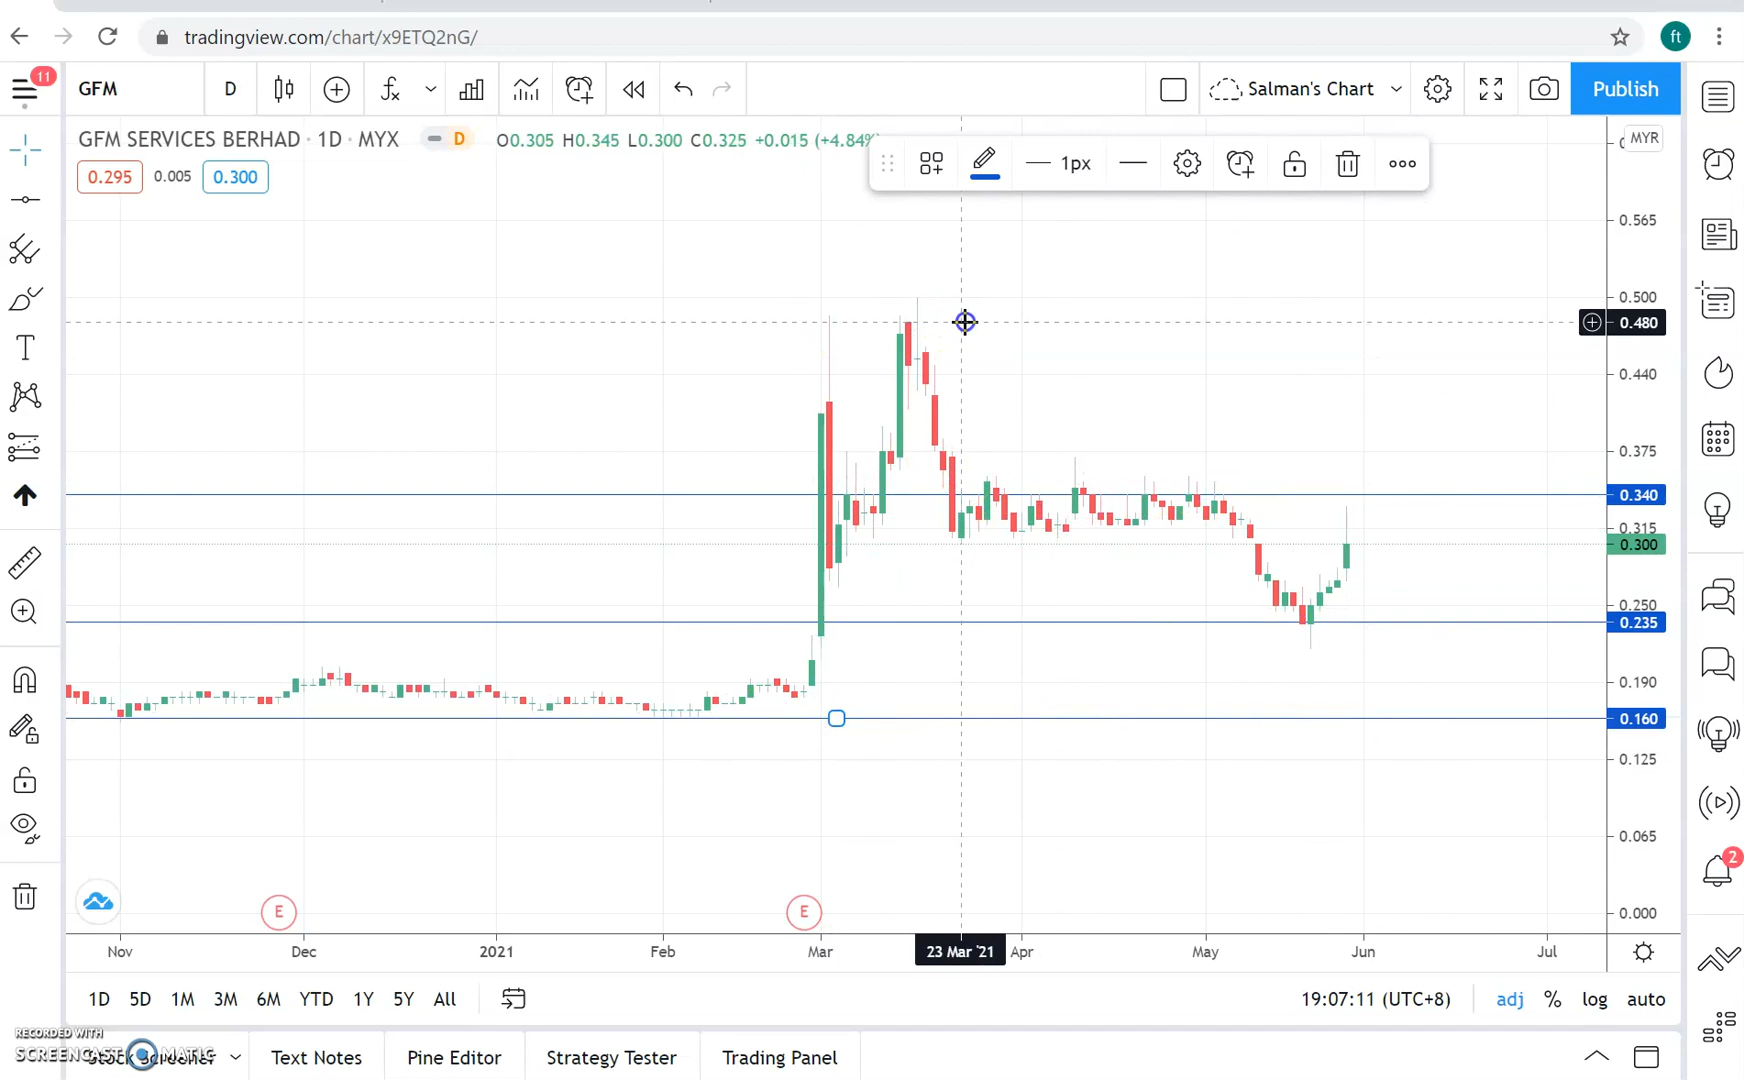 tradingview.com/chart/x9ETQ2nG/
ft
11
GFM
D
Salman's Chart
Publish
GFM SERVICES BERHAD · 1D · MYX
D
O0.305 H0.345 L0.300 C0.325 +0.015 (+4.84%
1px
MYR
0.295
0.005
0.300
0.565
0.500
0.480
0.440
0.375
0.340
0.315
0.300
0.250
0.235
0.190
0.160
0.125
0.065
0.000
2
E
E
Nov
Dec
2021
Feb
Mar
23 Mar '21
Apr
May
Jun
Jul
1D 5D 1M 3M 6M YTD 1Y 5Y All
19:07:11 (UTC+8)
adj % log auto
RECORDED WITH
SCREENCAST MATIC
Text Notes
Pine Editor
Strategy Tester
Trading Panel